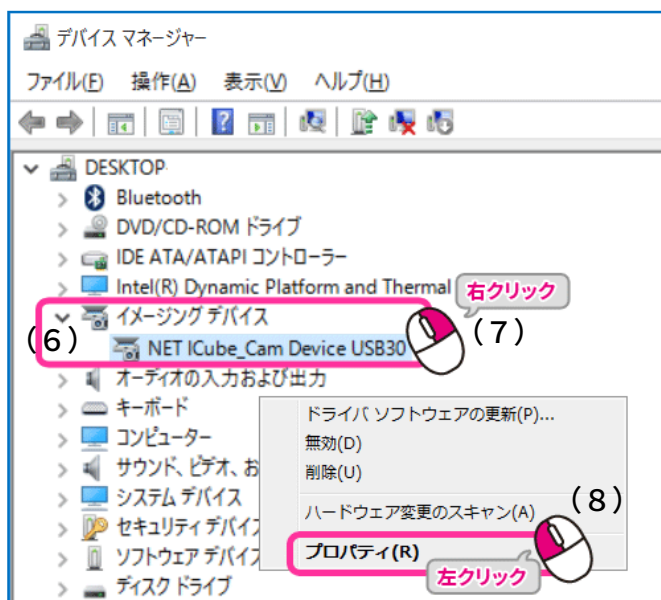 デバイス マネージャー
ファイル(F) 操作(A) 表示(V) ヘルプ(H)
DESKTOP
Bluetooth
DVD/CD-ROM ドライブ
IDE ATA/ATAPI コントローラー
Intel(R) Dynamic Platform and Thermal
右クリック
(6)
イメージング デバイス
(7)
NET ICube_Cam Device USB30
オーディオの入力および出力
キーボード
コンピューター
サウンド、ビデオ、お
システム デバイス
セキュリティ デバイス
ソフトウェア デバイス
ディスク ドライブ
ドライバ ソフトウェアの更新(P)...
無効(D)
削除(U)
ハードウェア変更のスキャン(A)
(8)
プロパティ(R)
左クリック